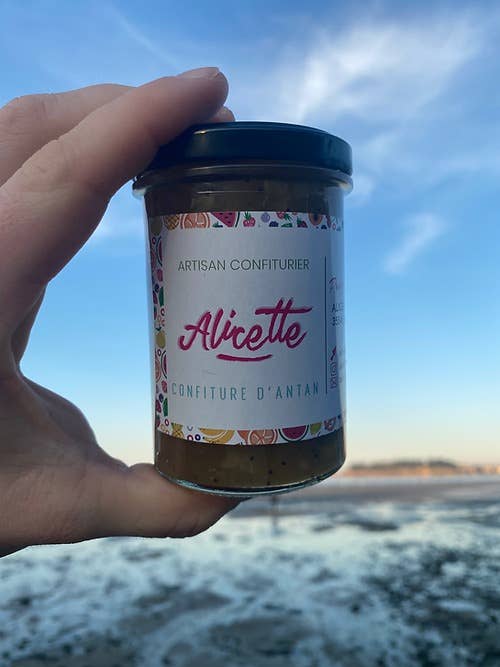 ARTISAN CONFITURIER
Alicette
CONFITURE D'ANTAN